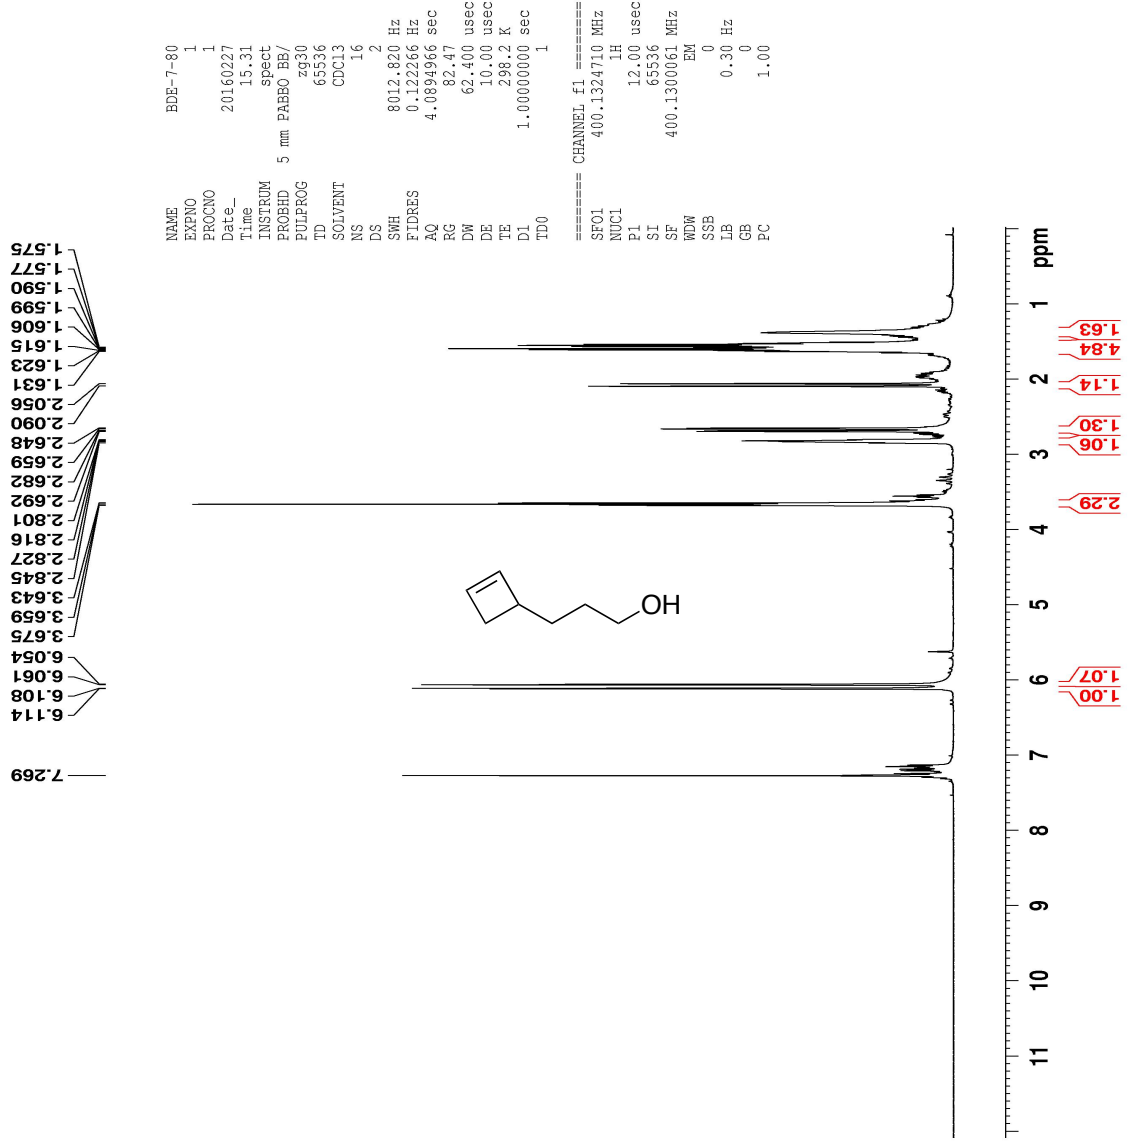 NAME BDE-7-80
EXPNO 1
PROCNO 1
Date_ 20160227
Time 15.31
INSTRUM spect
PROBHD 5 mm PABBO BB/
PULPROG zg30
TD 65536
SOLVENT CDCl3
NS 16
DS 2
SWH 8012.820 Hz
FIDRES 0.122266 Hz
AQ 4.0894966 sec
RG 82.47
DW 62.400 usec
DE 10.00 usec
TE 298.2 K
D1 1.00000000 sec
TD0 1
======== CHANNEL f1 ========
SFO1 400.1324710 MHz
NUC1 1H
P1 12.00 usec
SI 65536
SF 400.1300061 MHz
WDW EM
SSB 0
LB 0.30 Hz
GB 0
PC 1.00
1.575
1.577
1.590
1.599
1.606
1.615
1.623
1.631
2.056
2.090
2.648
2.659
2.682
2.692
2.801
2.816
2.827
2.845
3.643
3.659
3.675
6.054
6.061
6.108
6.114
7.269
OH
ppm
1
2
3
4
5
6
7
8
9
10
11
1.63
4.84
1.14
1.30
1.06
2.29
1.07
1.00